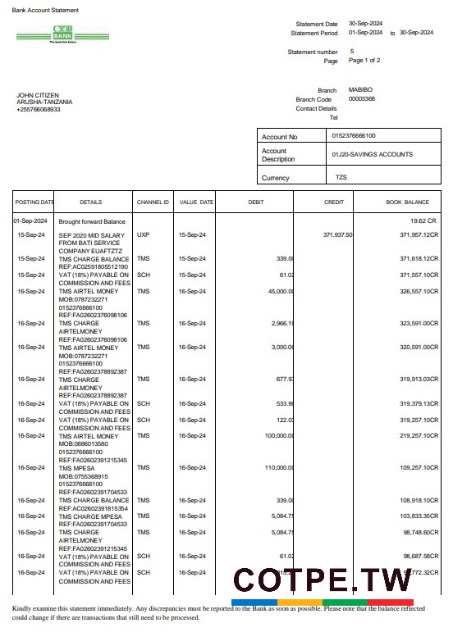 Bank Account Statement
Statement Date 30-Sep-2024
Statement Period 01-Sep-2024 to 30-Sep-2024
Statement number 5
Page Page 1 of 2
BANK
JOHN CITIZEN
ARUSHA-TANZANIA
+255766058933
Branch MABIBO
Branch Code 00003368
Contact Details
Tel
Account No 0152376666100
Account Description 01J20-SAVINGS ACCOUNTS
Currency TZS
POSTING DATE DETAILS CHANNEL ID VALUE DATE DEBIT CREDIT BOOK BALANCE
01-Sep-2024 Brought forward Balance 19.62 CR
15-Sep-24 SEP 2020 MID SALARY UXP 15-Sep-24 371,937.50 371,957.12CR
FROM BATI SERVICE
COMPANY EUAFTZTZ
15-Sep-24 TMS CHARGE BALANCE TMS 15-Sep-24 339.0 371,618.12CR
REF:AC02591805512190
15-Sep-24 VAT (18%) PAYABLE ON SCH 15-Sep-24 61.02 371,557.10CR
COMMISSION AND FEES
16-Sep-24 TMS AIRTEL MONEY TMS 16-Sep-24 45,000.0 326,557.10CR
MOB:0787232271
0152376666100
REF:FA02602376098106
16-Sep-24 TMS CHARGE TMS 16-Sep-24 2,966.1 323,591.00CR
AIRTELMONEY
REF:FA02602376098106
16-Sep-24 TMS AIRTEL MONEY TMS 16-Sep-24 3,000.0 320,591.00CR
MOB:0787232271
0152376666100
REF:FA02602378892387
16-Sep-24 TMS CHARGE TMS 16-Sep-24 677.97 319,913.03CR
AIRTELMONEY
REF:FA02602378892387
16-Sep-24 VAT (18%) PAYABLE ON SCH 16-Sep-24 533.90 319,379.13CR
COMMISSION AND FEES
16-Sep-24 VAT (18%) PAYABLE ON SCH 16-Sep-24 122.03 319,257.10CR
COMMISSION AND FEES
16-Sep-24 TMS AIRTEL MONEY TMS 16-Sep-24 100,000.0 219,257.10CR
MOB:0686013580
0152376666100
REF:FA02602391215345
16-Sep-24 TMS MPESA TMS 16-Sep-24 110,000.0 109,257.10CR
MOB:0755368915
0152376666100
REF:FA02602391704533
16-Sep-24 TMS CHARGE BALANCE TMS 16-Sep-24 339.0 108,918.10CR
REF:AC02602391815354
16-Sep-24 TMS CHARGE MPESA TMS 16-Sep-24 5,084.75 103,833.35CR
REF:FA02602391704533
16-Sep-24 TMS CHARGE TMS 16-Sep-24 5,084.75 98,748.60CR
AIRTELMONEY
REF:FA02602391215345
16-Sep-24 VAT (18%) PAYABLE ON SCH 16-Sep-24 61.02 98,687.58CR
COMMISSION AND FEES
16-Sep-24 VAT (18%) PAYABLE ON SCH 16-Sep-24
COMMISSION AND FEES
COTPE.TW
Kindly examine this statement immediately. Any discrepancies must be reported to the Bank as soon as possible. Please note that the balance reflected
could change if there are transactions that still need to be processed.